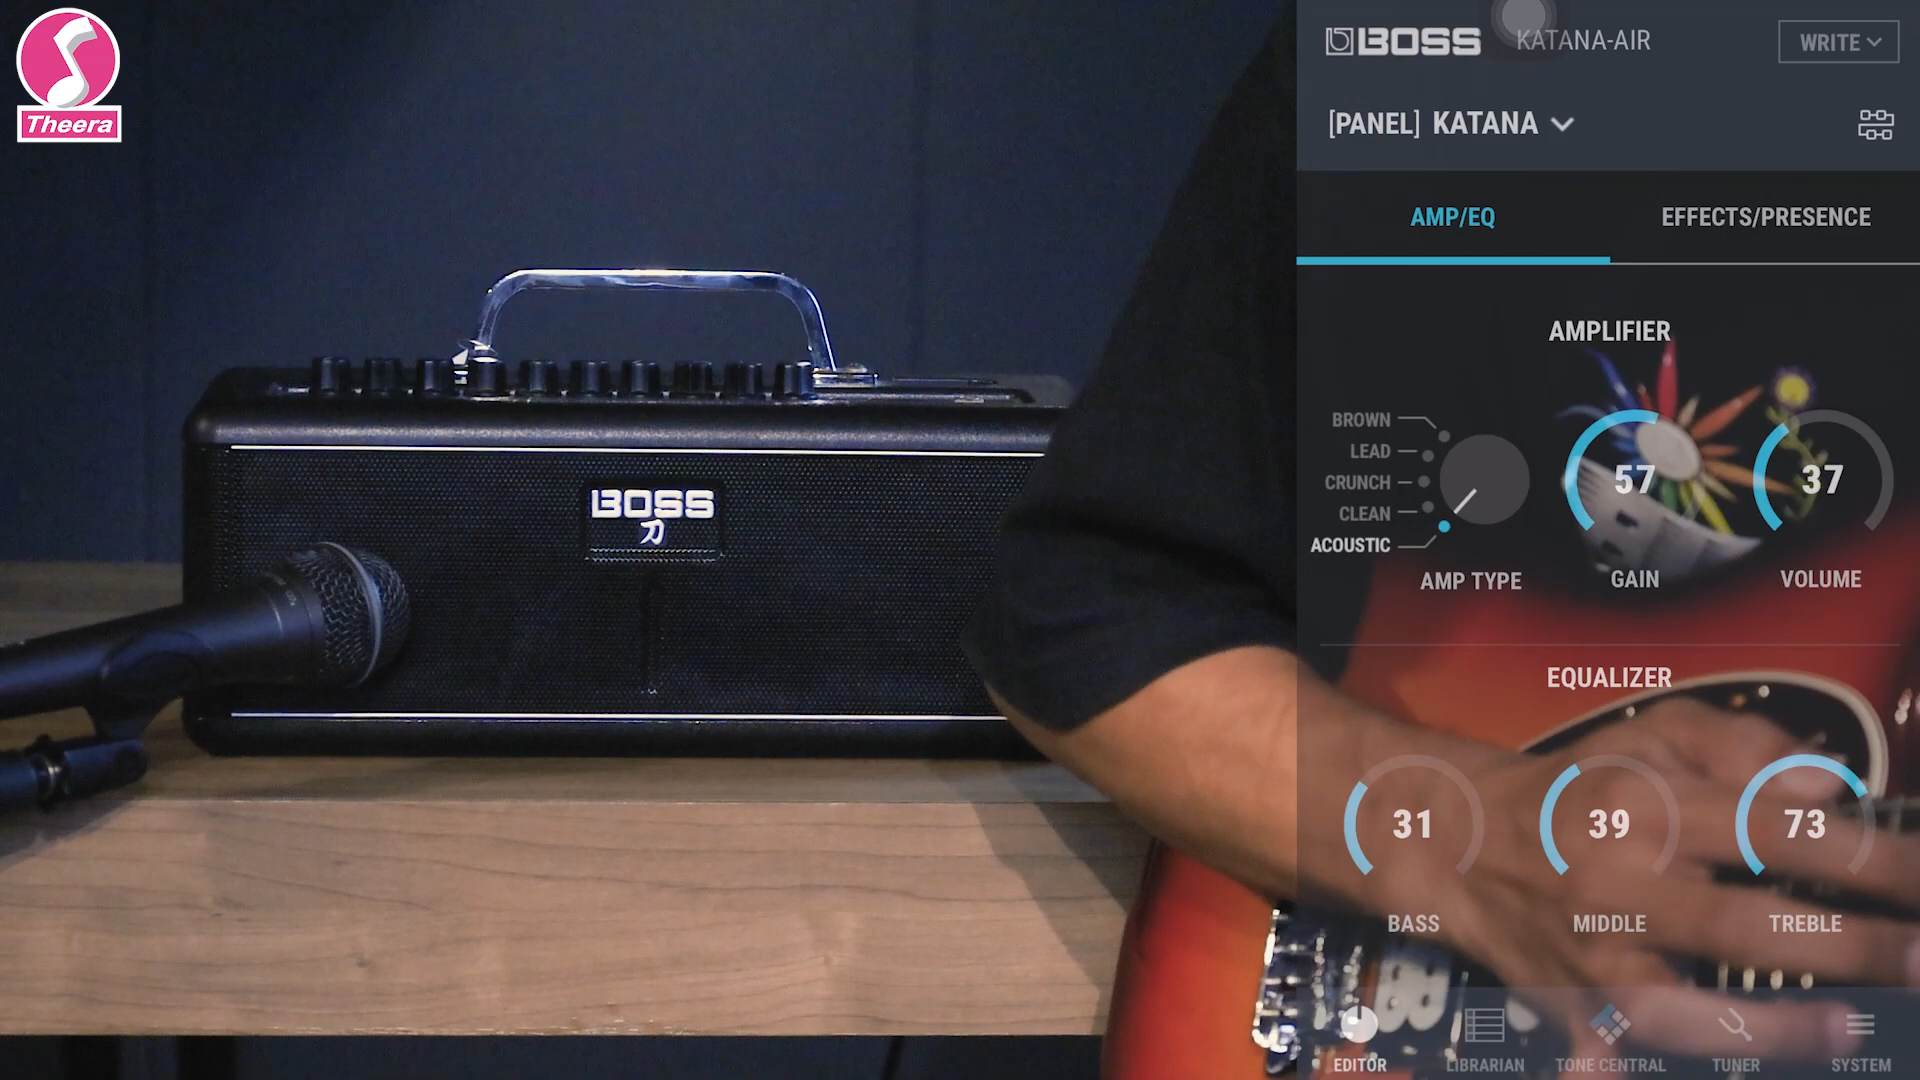 Theera
BOSS
刀
BOSS KATANA-AIR
WRITE
[PANEL] KATANA
AMP/EQ
EFFECTS/PRESENCE
AMPLIFIER
BROWN
LEAD
CRUNCH
CLEAN
ACOUSTIC
AMP TYPE
57
GAIN
37
VOLUME
EQUALIZER
31
39
73
BASS
MIDDLE
TREBLE
EDITOR
LIBRARIAN
TONE CENTRAL
TUNER
SYSTEM